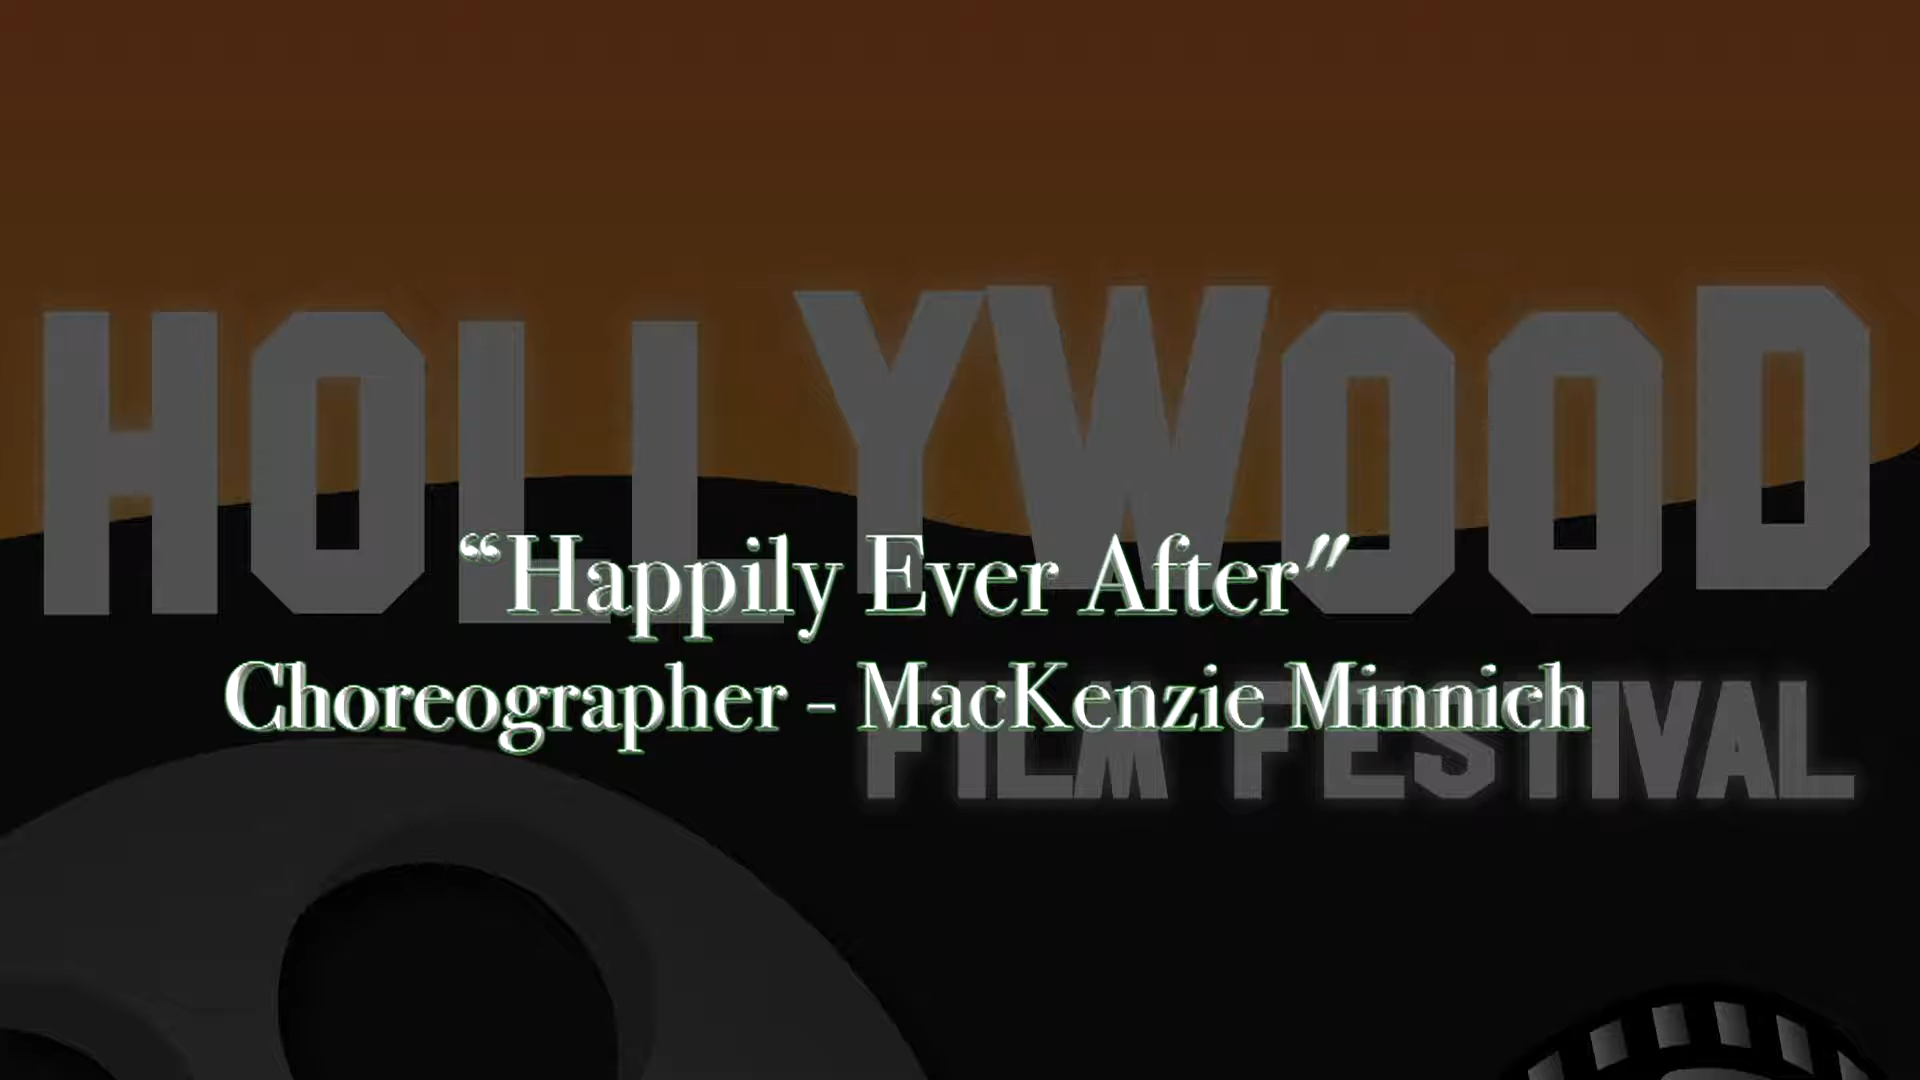 HOLLYWOOD
“Happily Ever After”
Choreographer - MacKenzie Minnich
FILM FESTIVAL